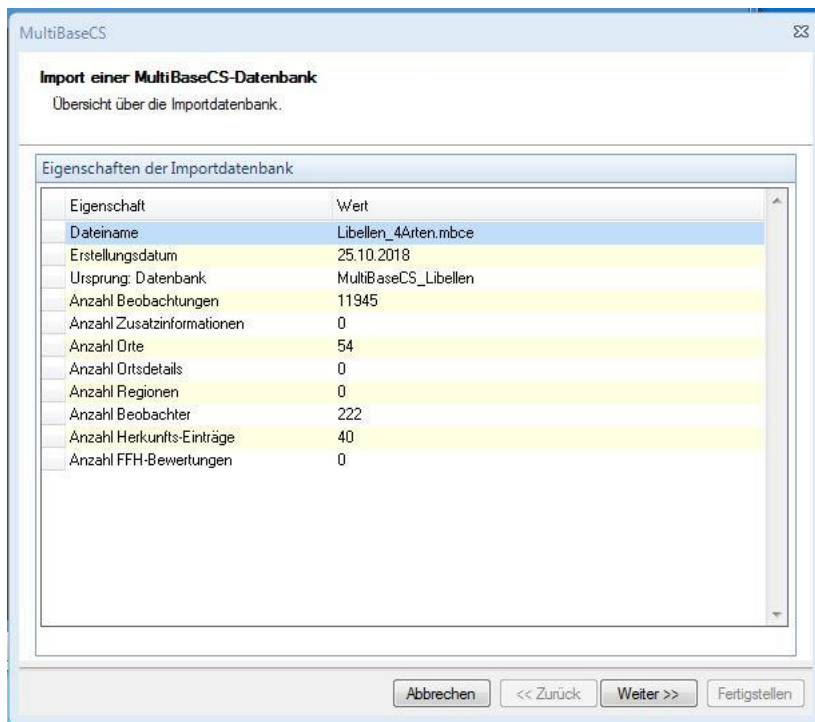 MultiBaseCS
Import einer MultiBaseCS-Datenbank
Übersicht über die Importdatenbank.
Eigenschaften der Importdatenbank
Eigenschaft Wert
Dateiname Libellen_4Arten.mbce
Erstellungsdatum 25.10.2018
Ursprung: Datenbank MultiBaseCS_Libellen
Anzahl Beobachtungen 11945
Anzahl Zusatzinformationen 0
Anzahl Orte 54
Anzahl Ortsdetails 0
Anzahl Regionen 0
Anzahl Beobachter 222
Anzahl Herkunfts-Einträge 40
Anzahl FFH-Bewertungen 0
Abbrechen << Zurück Weiter >> Fertigstellen